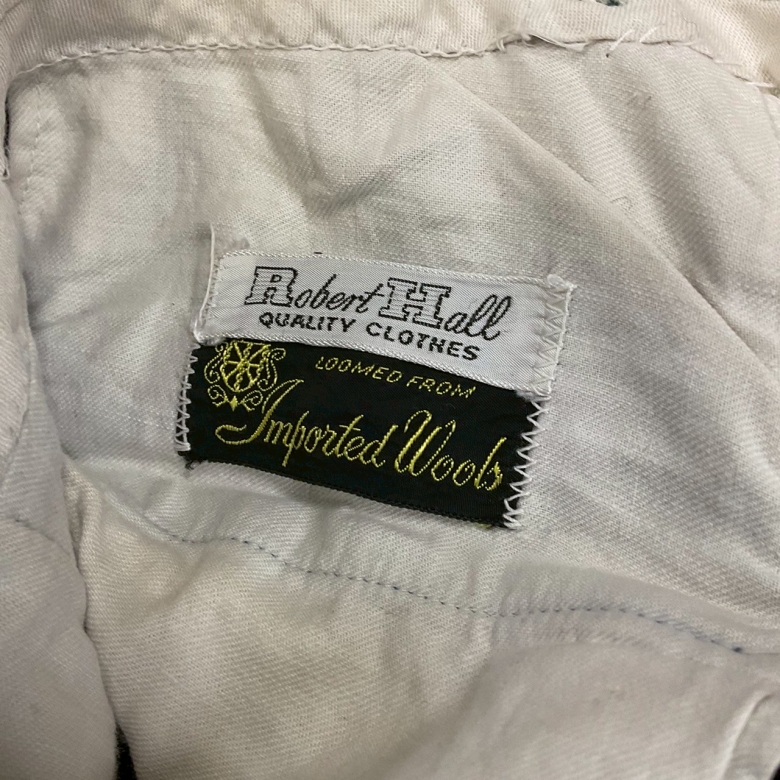 Robert Hall
QUALITY CLOTHES
LOOMED FROM
Imported Wools